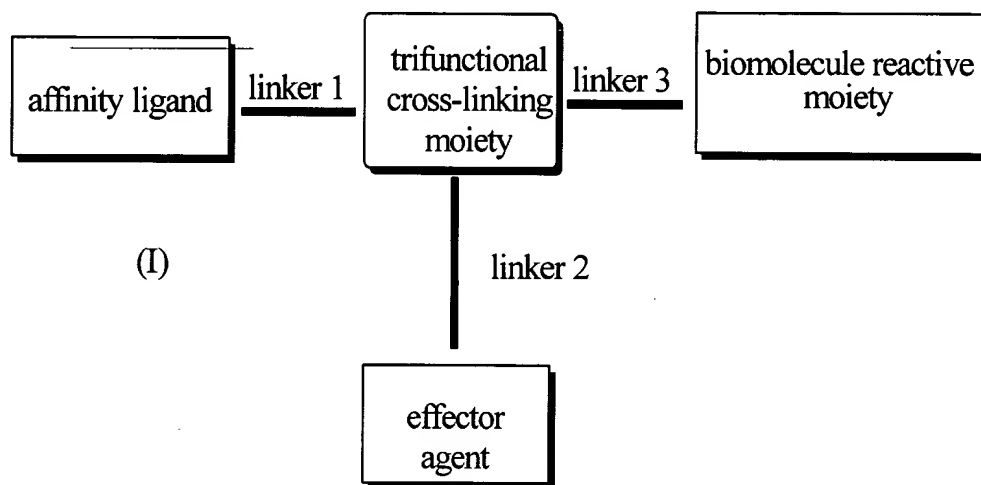 affinity ligand
linker 1
trifunctional
cross-linking
moiety
linker 3
biomolecule reactive
moiety
(I)
linker 2
effector
agent